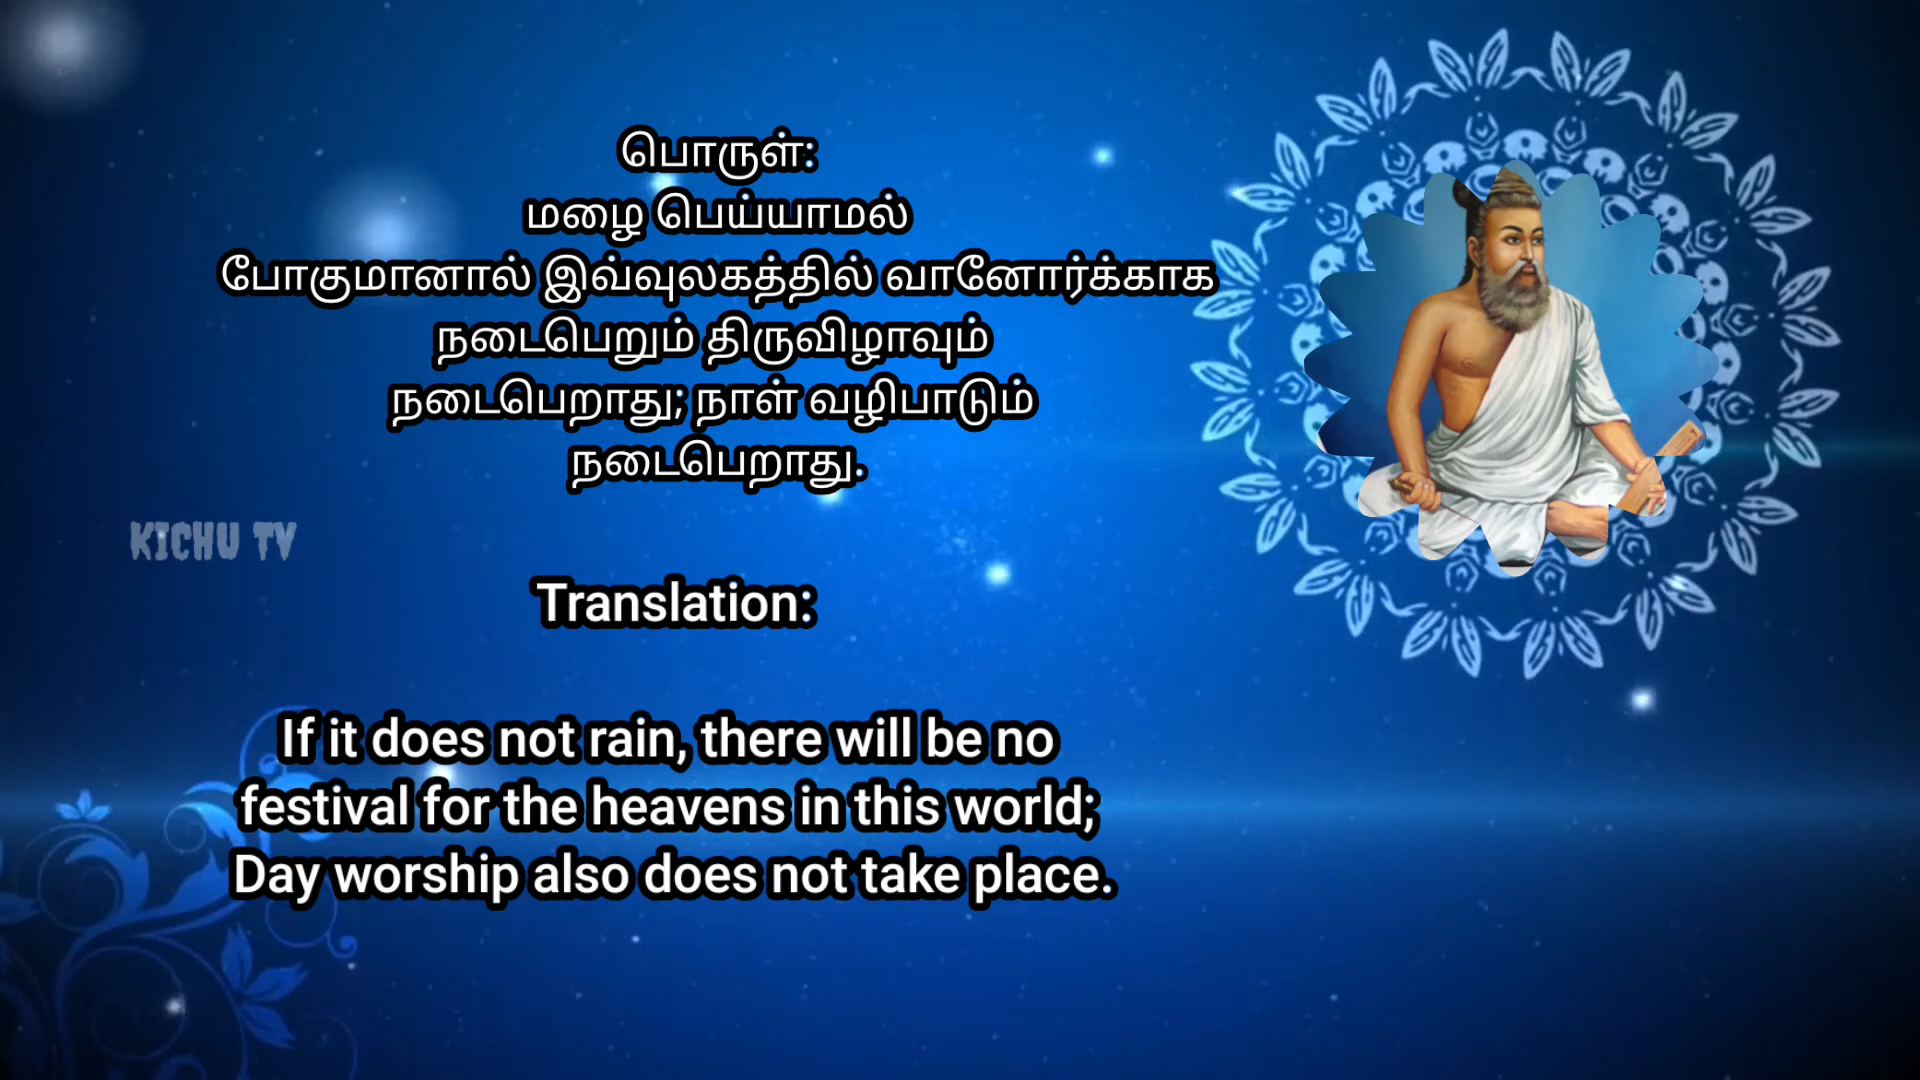 பொருள்:
மழை பெய்யாமல்
போகுமானால் இவ்வுலகத்தில் வானோர்க்காக
நடைபெறும் திருவிழாவும்
நடைபெறாது; நாள் வழிபாடும்
நடைபெறாது.
KICHU TV
Translation:
If it does not rain, there will be no
festival for the heavens in this world;
Day worship also does not take place.